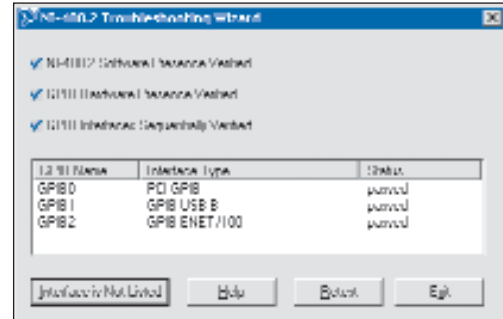 NI-488.2 Troubleshooting Wizard
NI-488.2 Software Presence Verified
GPIB Hardware Presence Verified
GPIB Interfaces Sequentially Verified
GPIB Name Interface Type Status
GPIB0 PCI GPIB passed
GPIB1 GPIB USB B passed
GPIB2 GPIB ENET/100 passed
Interface is Not Listed Help Retest Exit